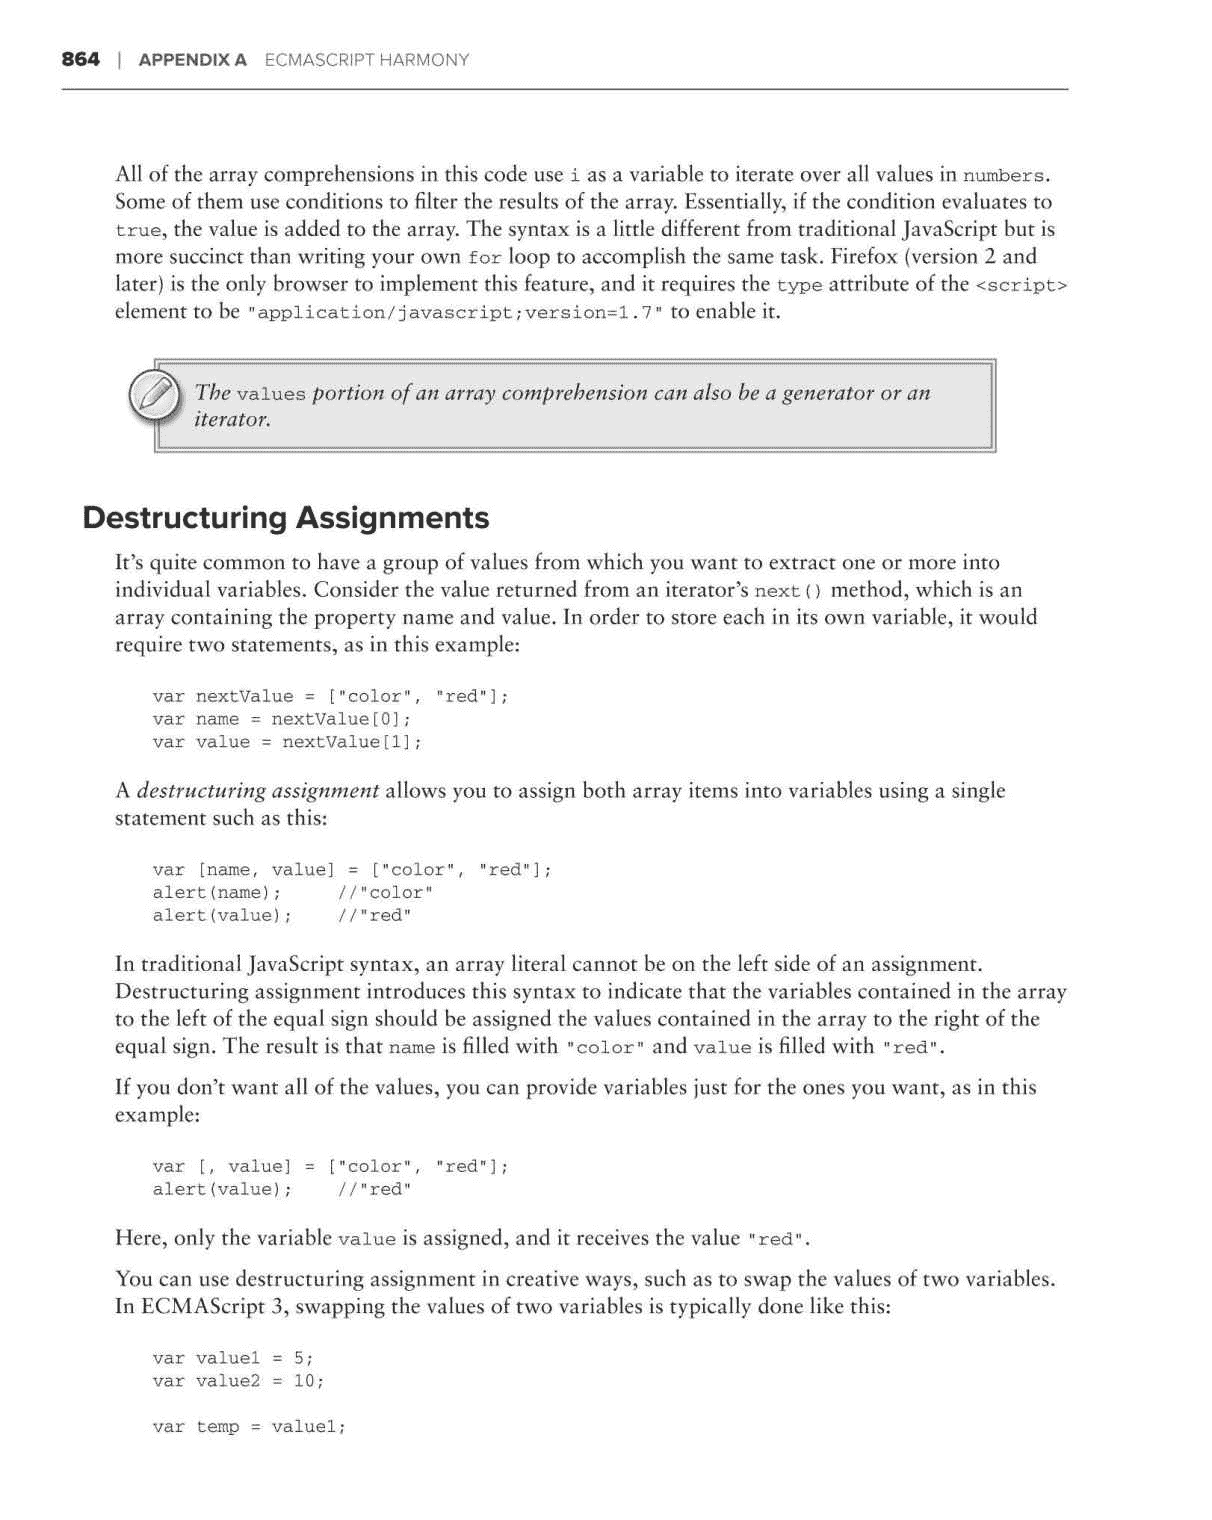 864 | APPENDIX A ECMASCRIPT HARMONY
All of the array comprehensions in this code use i as a variable to iterate over all values in numbers.
Some of them use conditions to filter the results of the array. Essentially, if the condition evaluates to
true, the value is added to the array. The syntax is a little different from traditional JavaScript but is
more succinct than writing your own for loop to accomplish the same task. Firefox (version 2 and
later) is the only browser to implement this feature, and it requires the type attribute of the <script>
element to be "application/javascript;version=1.7" to enable it.
The values portion of an array comprehension can also be a generator or an
iterator.
Destructuring Assignments
It's quite common to have a group of values from which you want to extract one or more into
individual variables. Consider the value returned from an iterator's next() method, which is an
array containing the property name and value. In order to store each in its own variable, it would
require two statements, as in this example:
var nextValue = ["color", "red"];
var name = nextValue[0];
var value = nextValue[1];
A destructuring assignment allows you to assign both array items into variables using a single
statement such as this:
var [name, value] = ["color", "red"];
alert(name); //"color"
alert(value); //"red"
In traditional JavaScript syntax, an array literal cannot be on the left side of an assignment.
Destructuring assignment introduces this syntax to indicate that the variables contained in the array
to the left of the equal sign should be assigned the values contained in the array to the right of the
equal sign. The result is that name is filled with "color" and value is filled with "red".
If you don't want all of the values, you can provide variables just for the ones you want, as in this
example:
var [, value] = ["color", "red"];
alert(value); //"red"
Here, only the variable value is assigned, and it receives the value "red".
You can use destructuring assignment in creative ways, such as to swap the values of two variables.
In ECMAScript 3, swapping the values of two variables is typically done like this:
var value1 = 5;
var value2 = 10;
var temp = value1;